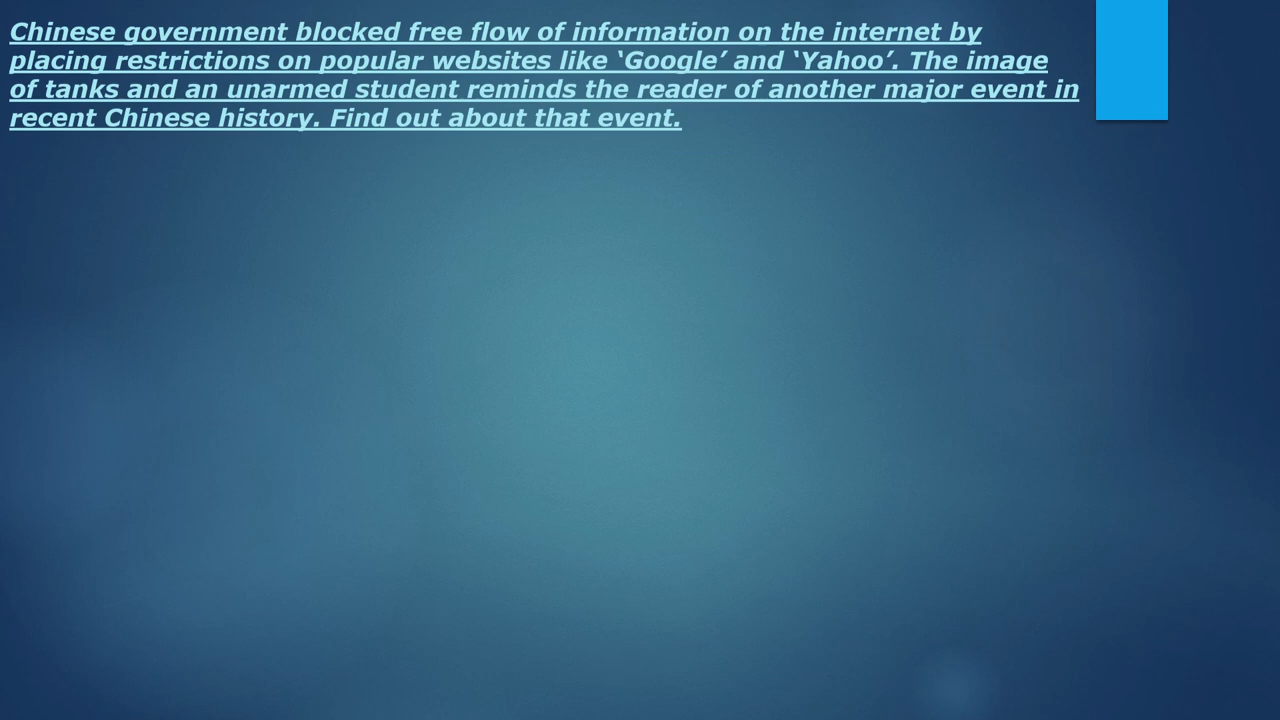 Chinese government blocked free flow of information on the internet by
placing restrictions on popular websites like ‘Google’ and ‘Yahoo’. The image
of tanks and an unarmed student reminds the reader of another major event in
recent Chinese history. Find out about that event.